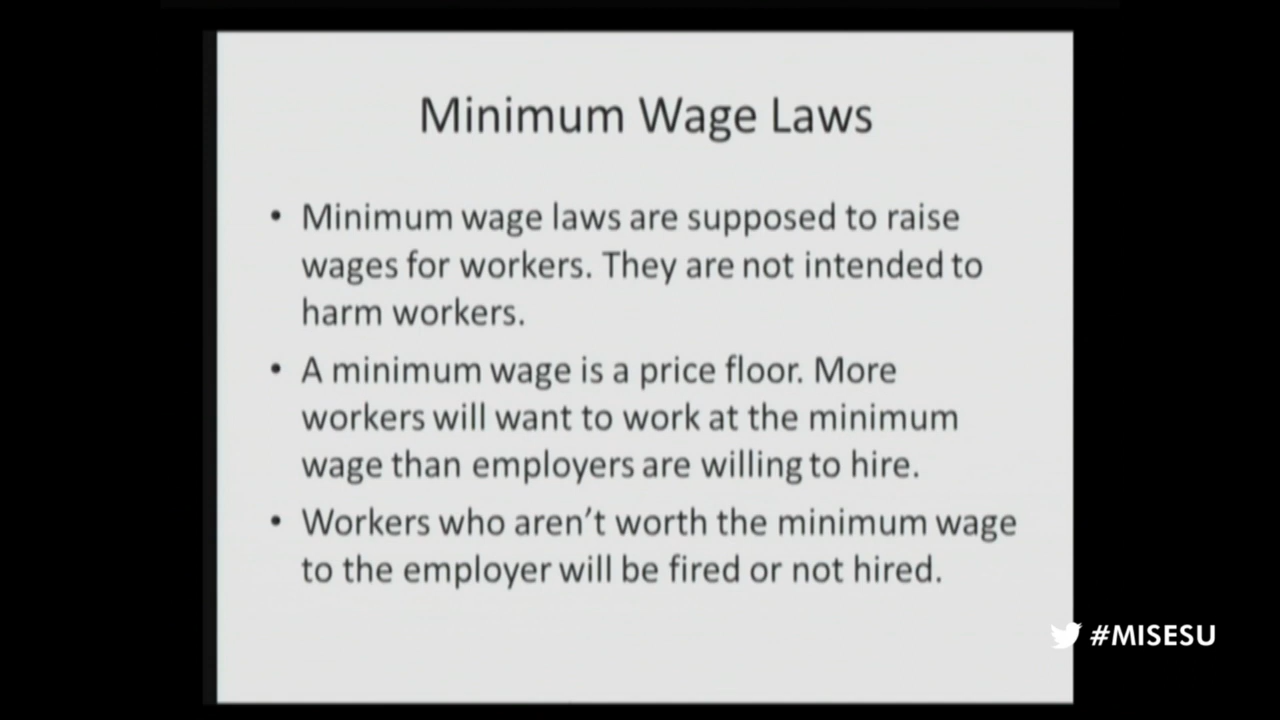 Minimum Wage Laws
• Minimum wage laws are supposed to raise
wages for workers. They are not intended to
harm workers.
• A minimum wage is a price floor. More
workers will want to work at the minimum
wage than employers are willing to hire.
• Workers who aren’t worth the minimum wage
to the employer will be fired or not hired.
#MISESU